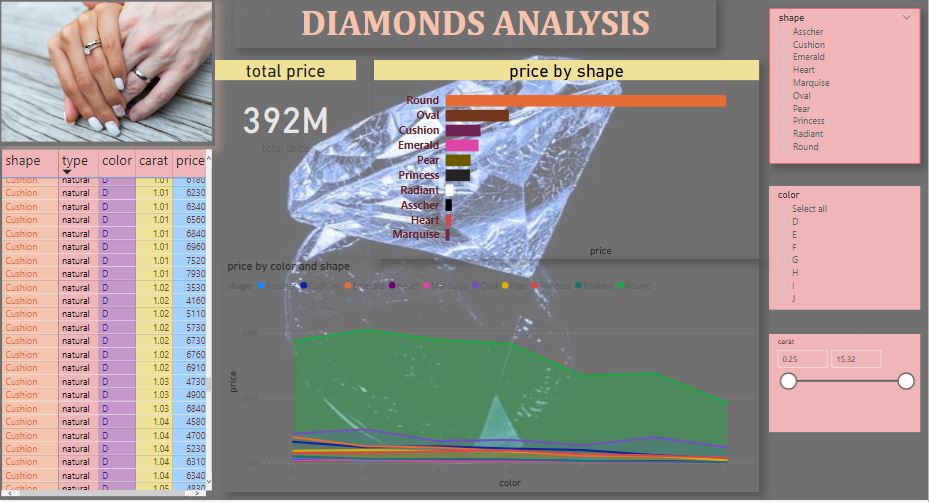 DIAMONDS ANALYSIS
total price
392M
total price
price by shape
Round
Oval
Cushion
Emerald
Pear
Princess
Radiant
Asscher
Heart
Marquise
price
shape type color carat price
Cushion natural D 1.01 6180
Cushion natural D 1.01 6230
Cushion natural D 1.01 6340
Cushion natural D 1.01 6560
Cushion natural D 1.01 6840
Cushion natural D 1.01 6960
Cushion natural D 1.01 7520
Cushion natural D 1.01 7930
Cushion natural D 1.02 3530
Cushion natural D 1.02 4160
Cushion natural D 1.02 5110
Cushion natural D 1.02 5730
Cushion natural D 1.02 6730
Cushion natural D 1.02 6760
Cushion natural D 1.02 6910
Cushion natural D 1.03 4730
Cushion natural D 1.03 4900
Cushion natural D 1.03 6840
Cushion natural D 1.04 4580
Cushion natural D 1.04 4700
Cushion natural D 1.04 5230
Cushion natural D 1.04 6310
Cushion natural D 1.04 6340
Cushion natural D 1.05 4830
price by color and shape
shape Asscher Cushion Emerald Heart Marquise Oval Pear Princess Radiant Round
price
40M
20M
0M
color
shape
Asscher
Cushion
Emerald
Heart
Marquise
Oval
Pear
Princess
Radiant
Round
color
Select all
D
E
F
G
H
I
J
carat
0.25 15.32